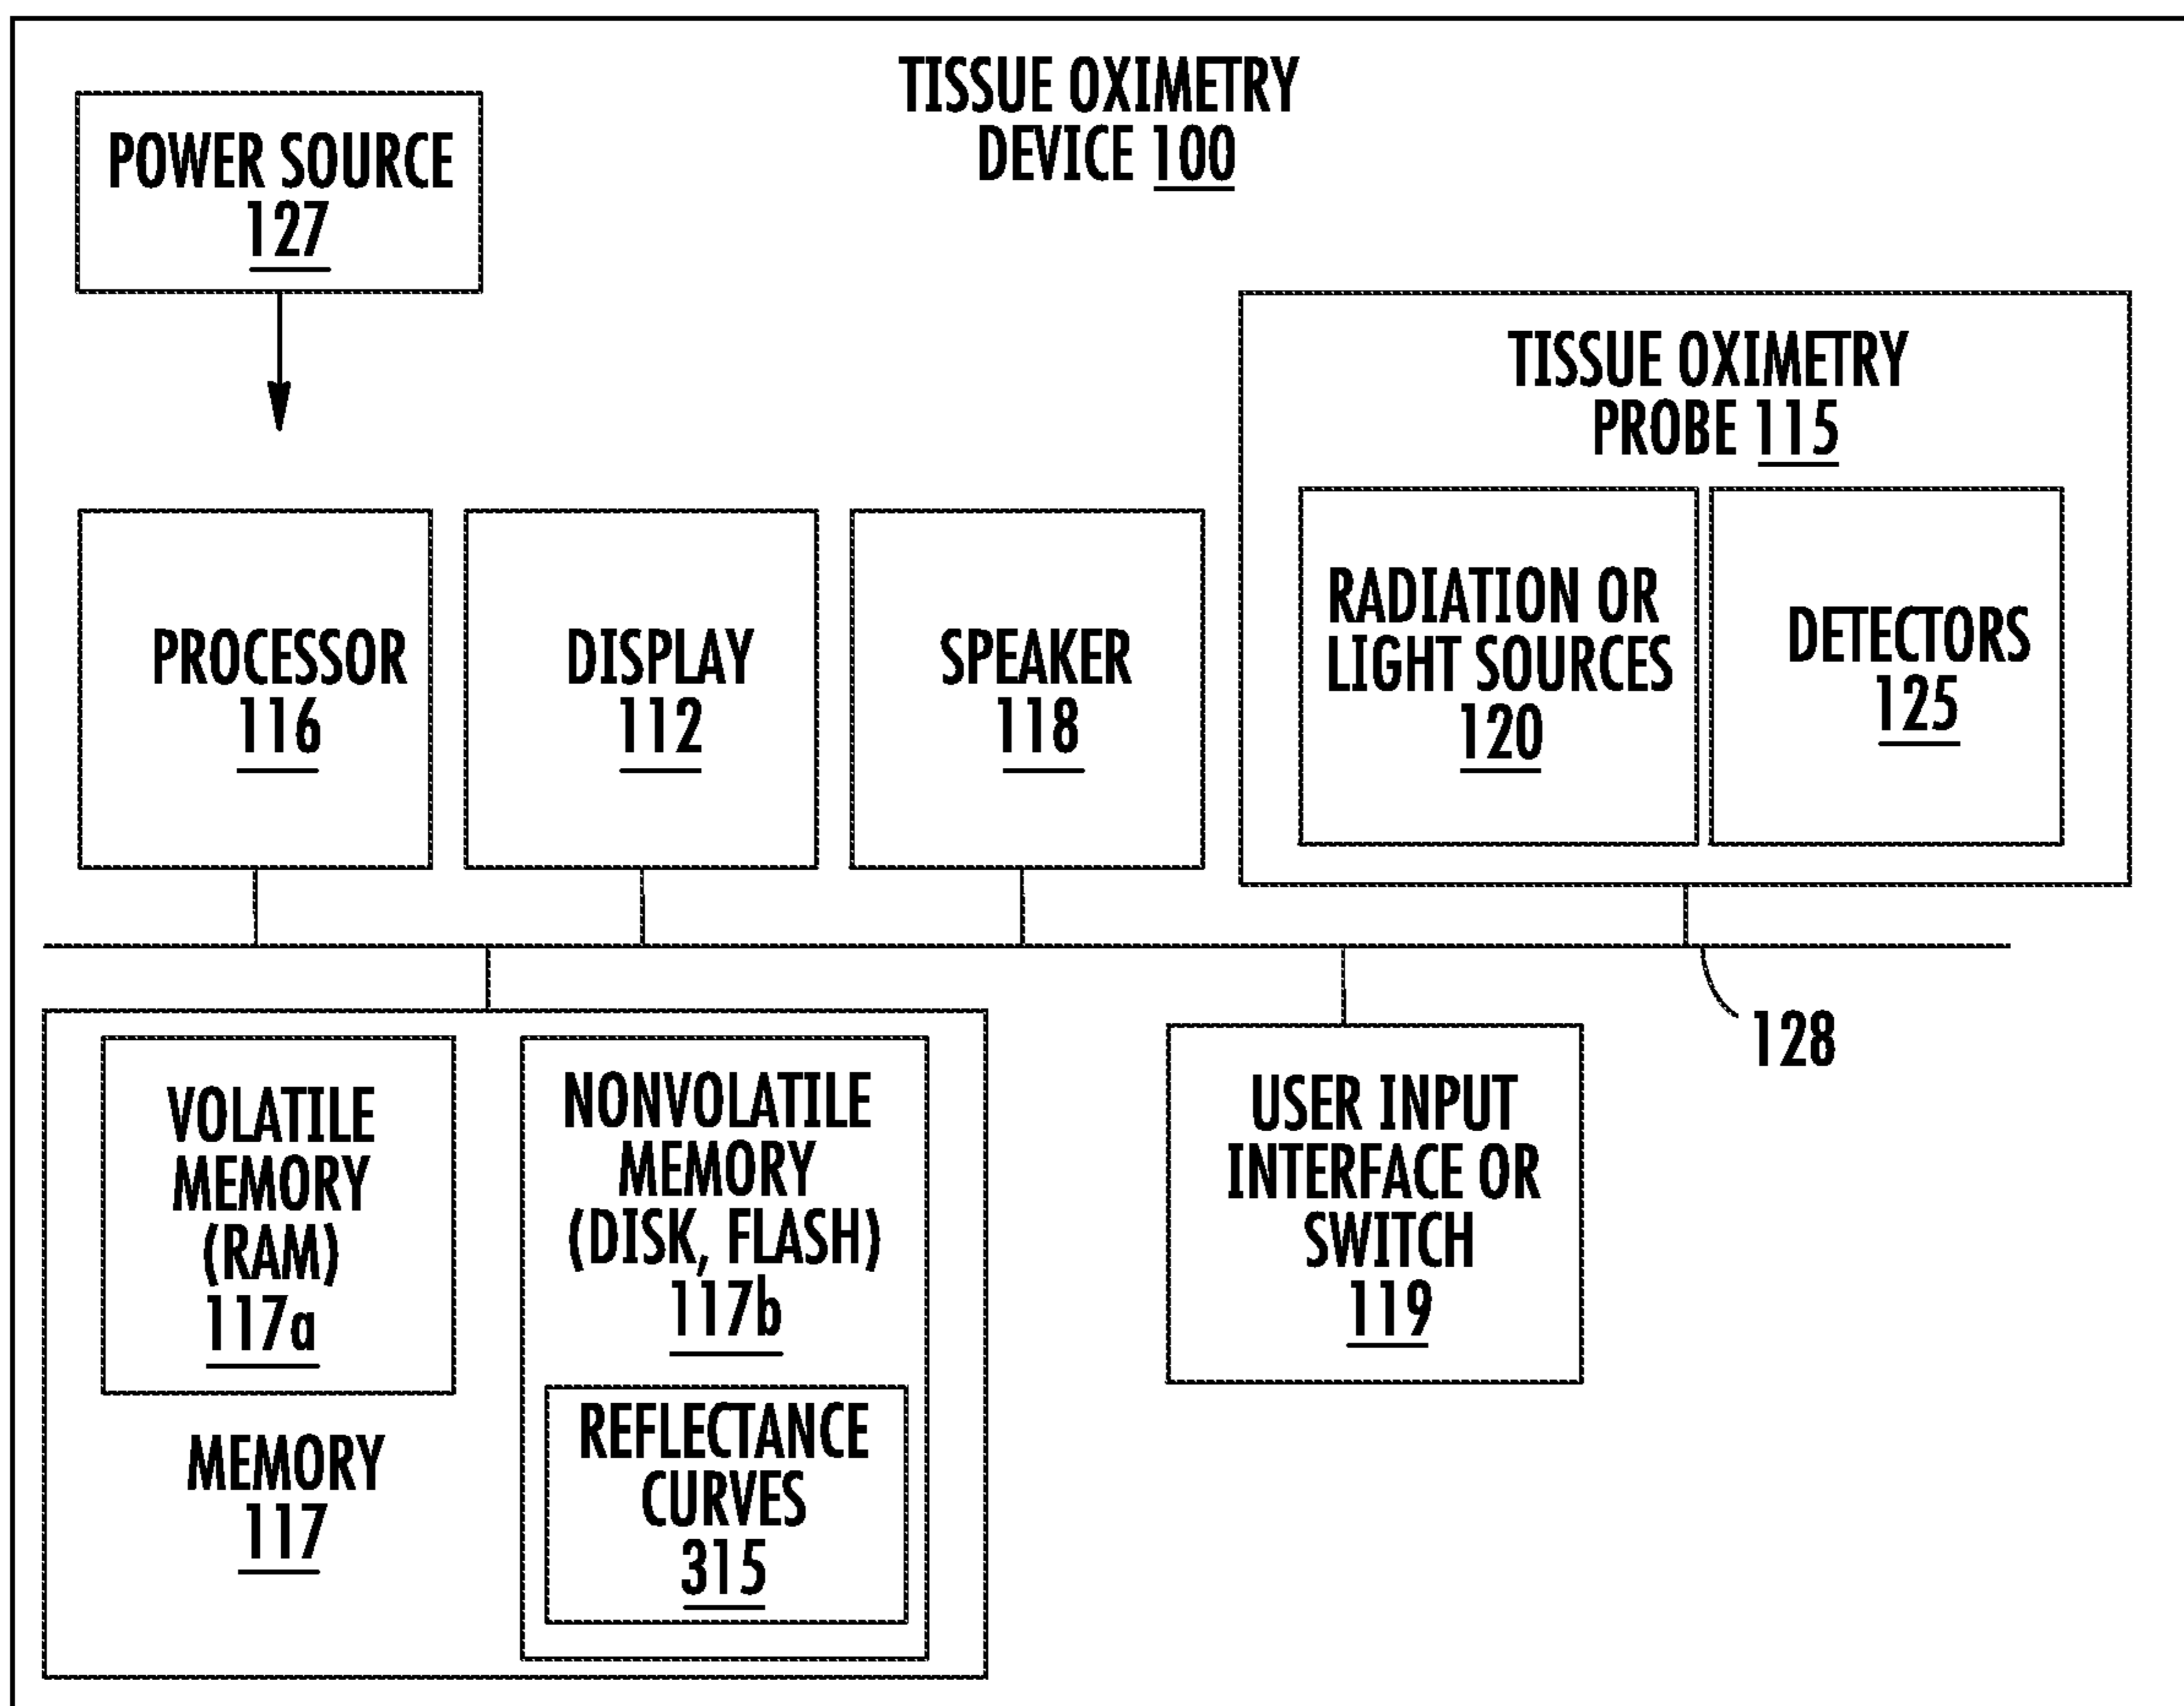 TISSUE OXIMETRY
DEVICE 100
POWER SOURCE
127
TISSUE OXIMETRY
PROBE 115
PROCESSOR
116
DISPLAY
112
SPEAKER
118
RADIATION OR
LIGHT SOURCES
120
DETECTORS
125
128
VOLATILE
MEMORY
(RAM)
117a
MEMORY
117
NONVOLATILE
MEMORY
(DISK, FLASH)
117b
REFLECTANCE
CURVES
315
USER INPUT
INTERFACE OR
SWITCH
119